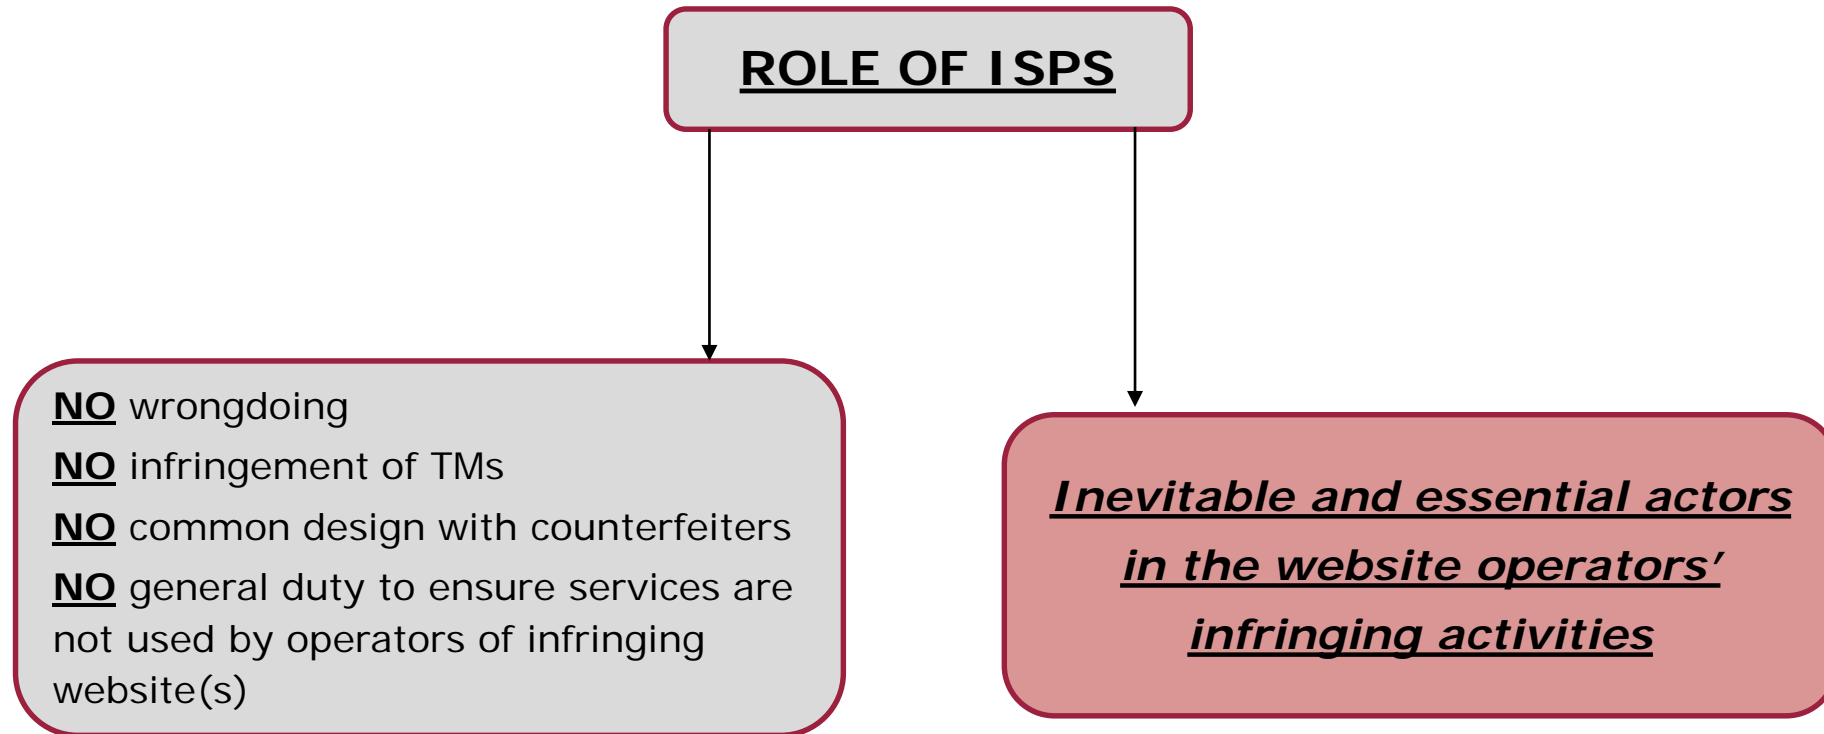 ROLE OF ISPS
NO wrongdoing
NO infringement of TMs
NO common design with counterfeiters
NO general duty to ensure services are
not used by operators of infringing
website(s)
Inevitable and essential actors
in the website operators’
infringing activities